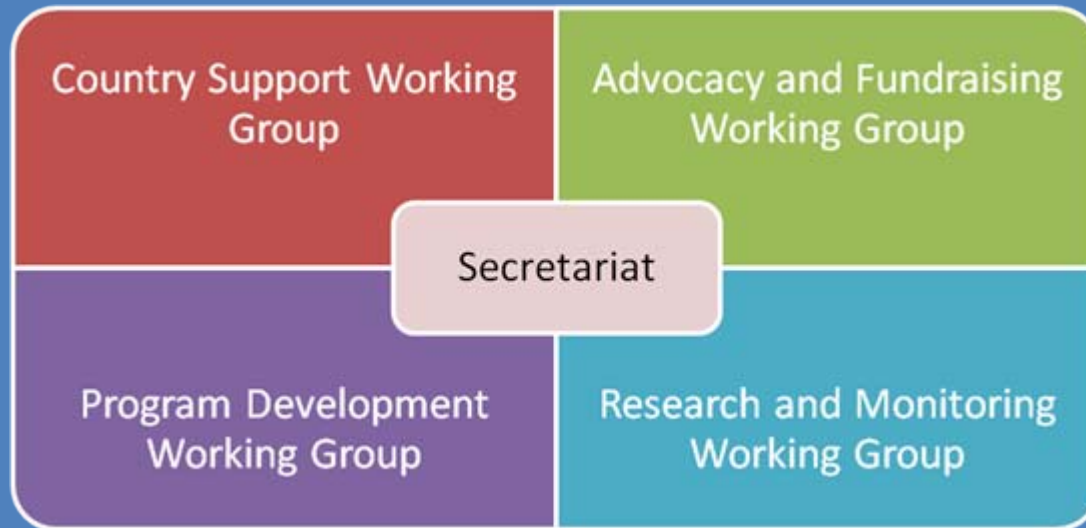 Country Support Working
Group
Advocacy and Fundraising
Working Group
Secretariat
Program Development
Working Group
Research and Monitoring
Working Group